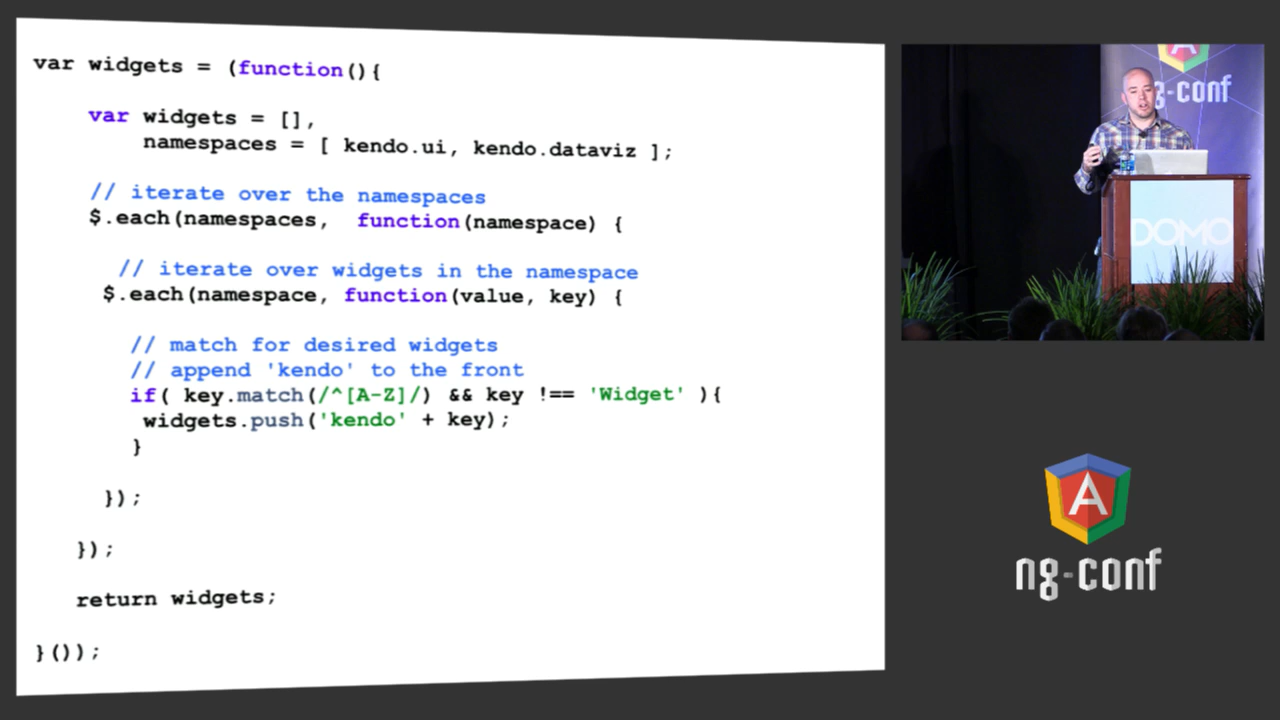 var widgets = (function(){
var widgets = [],
namespaces = [ kendo.ui, kendo.dataviz ];
// iterate over the namespaces
$.each(namespaces,  function(namespace) {
// iterate over widgets in the namespace
$.each(namespace, function(value, key) {
// match for desired widgets
// append 'kendo' to the front
if( key.match(/^[A-Z]/) && key !== 'Widget' ){
widgets.push('kendo' + key);
}
});
});
return widgets;
}());
A
g-conf
DOMO
A
ng-conf